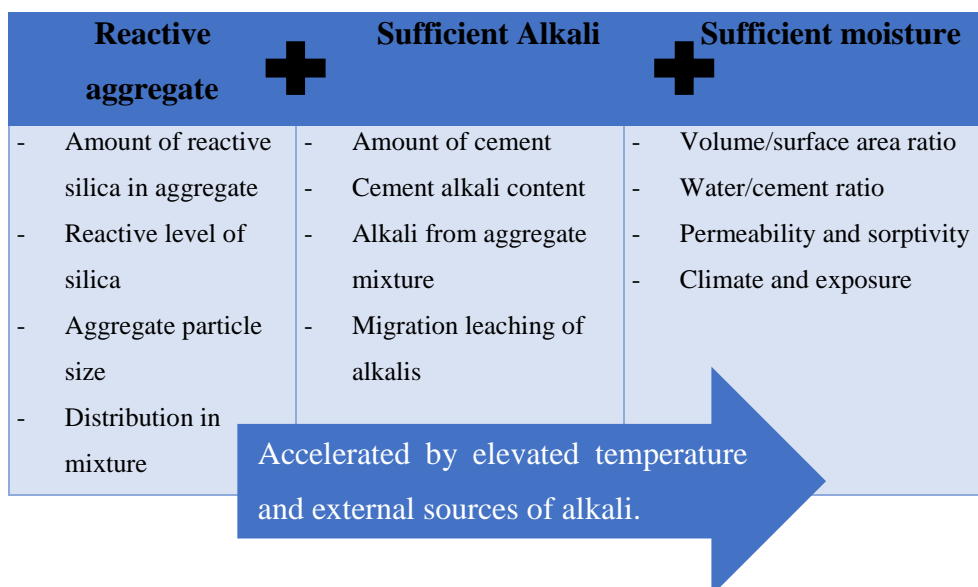 Reactive
aggregate
Sufficient Alkali
Sufficient moisture
- Amount of reactive
silica in aggregate
- Reactive level of
silica
- Aggregate particle
size
- Distribution in
mixture
- Amount of cement
- Cement alkali content
- Alkali from aggregate
mixture
- Migration leaching of
alkalis
- Volume/surface area ratio
- Water/cement ratio
- Permeability and sorptivity
- Climate and exposure
Accelerated by elevated temperature
and external sources of alkali.